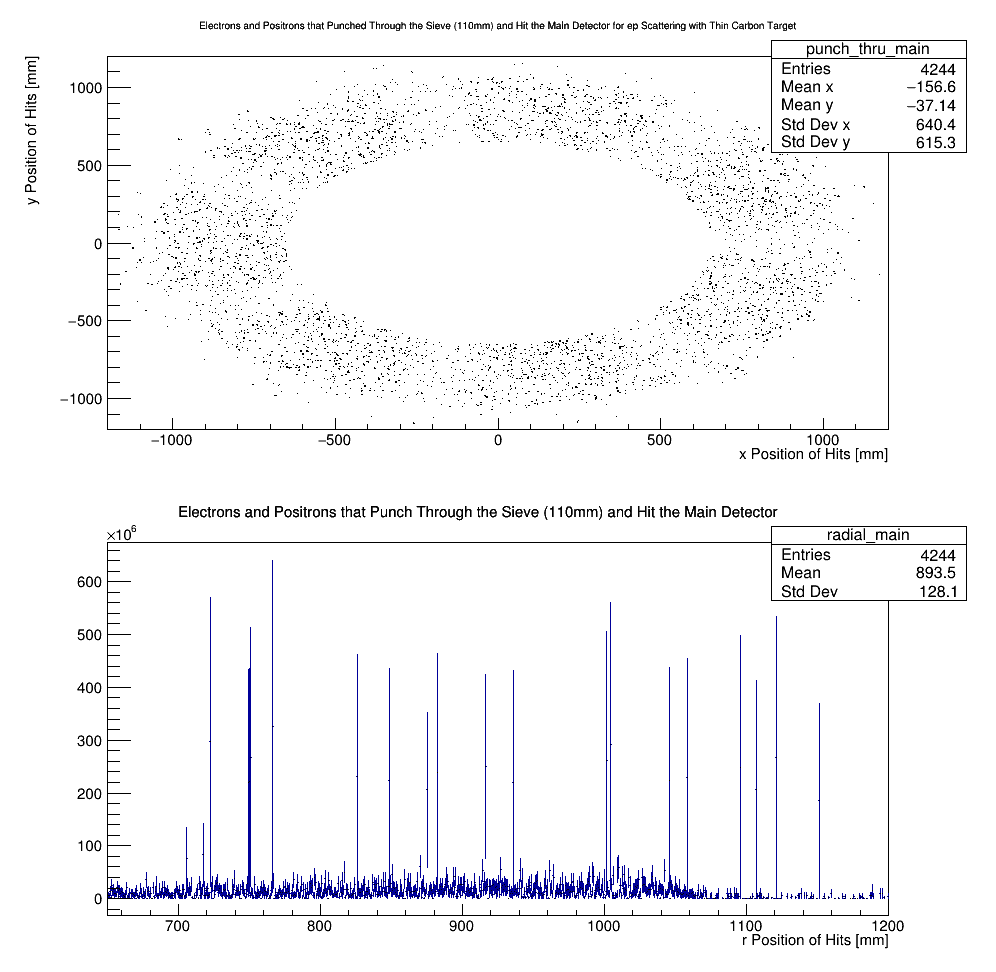 Electrons and Positrons that Punched Through the Sieve (110mm) and Hit the Main Detector for ep Scattering with Thin Carbon Target
punch_thru_main
Entries 4244
Mean x −156.6
Mean y −37.14
Std Dev x 640.4
Std Dev y 615.3
y Position of Hits [mm]
1000
500
0
−500
−1000
−1000 −500 0 500 1000
x Position of Hits [mm]
Electrons and Positrons that Punch Through the Sieve (110mm) and Hit the Main Detector
×10⁶
radial_main
Entries 4244
Mean 893.5
Std Dev 128.1
600
500
400
300
200
100
0
700 800 900 1000 1100 1200
r Position of Hits [mm]